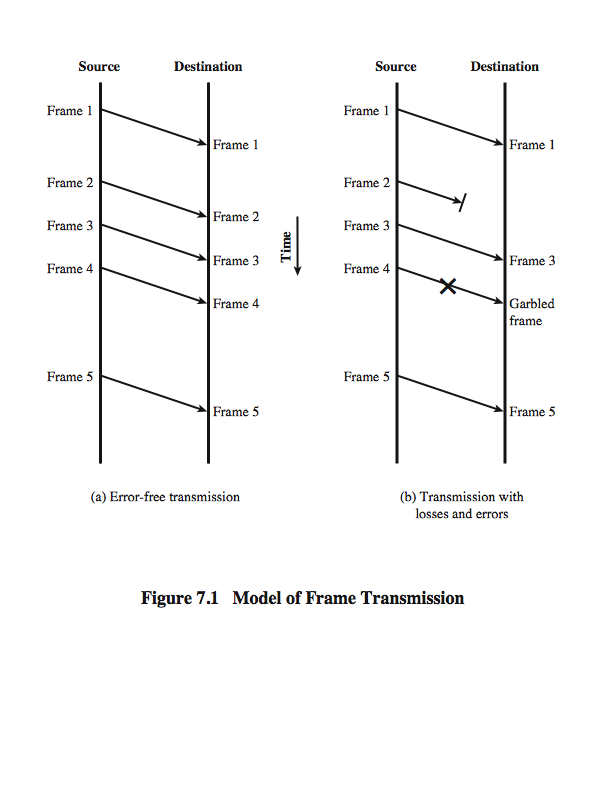 Source
Destination
Frame 1
Frame 1
Frame 2
Frame 2
Frame 3
Frame 3
Frame 4
Frame 4
Frame 5
Frame 5
(a) Error-free transmission
Time
Source
Destination
Frame 1
Frame 1
Frame 2
Frame 3
Frame 3
Frame 4
Garbled
frame
Frame 5
Frame 5
(b) Transmission with
losses and errors
Figure 7.1 Model of Frame Transmission